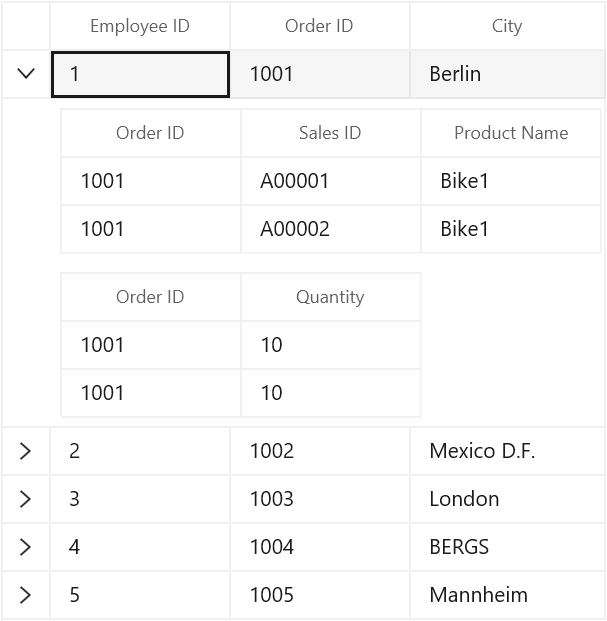 Employee ID Order ID City
1 1001 Berlin
Order ID Sales ID Product Name
1001 A00001 Bike1
1001 A00002 Bike1
Order ID Quantity
1001 10
1001 10
2 1002 Mexico D.F.
3 1003 London
4 1004 BERGS
5 1005 Mannheim